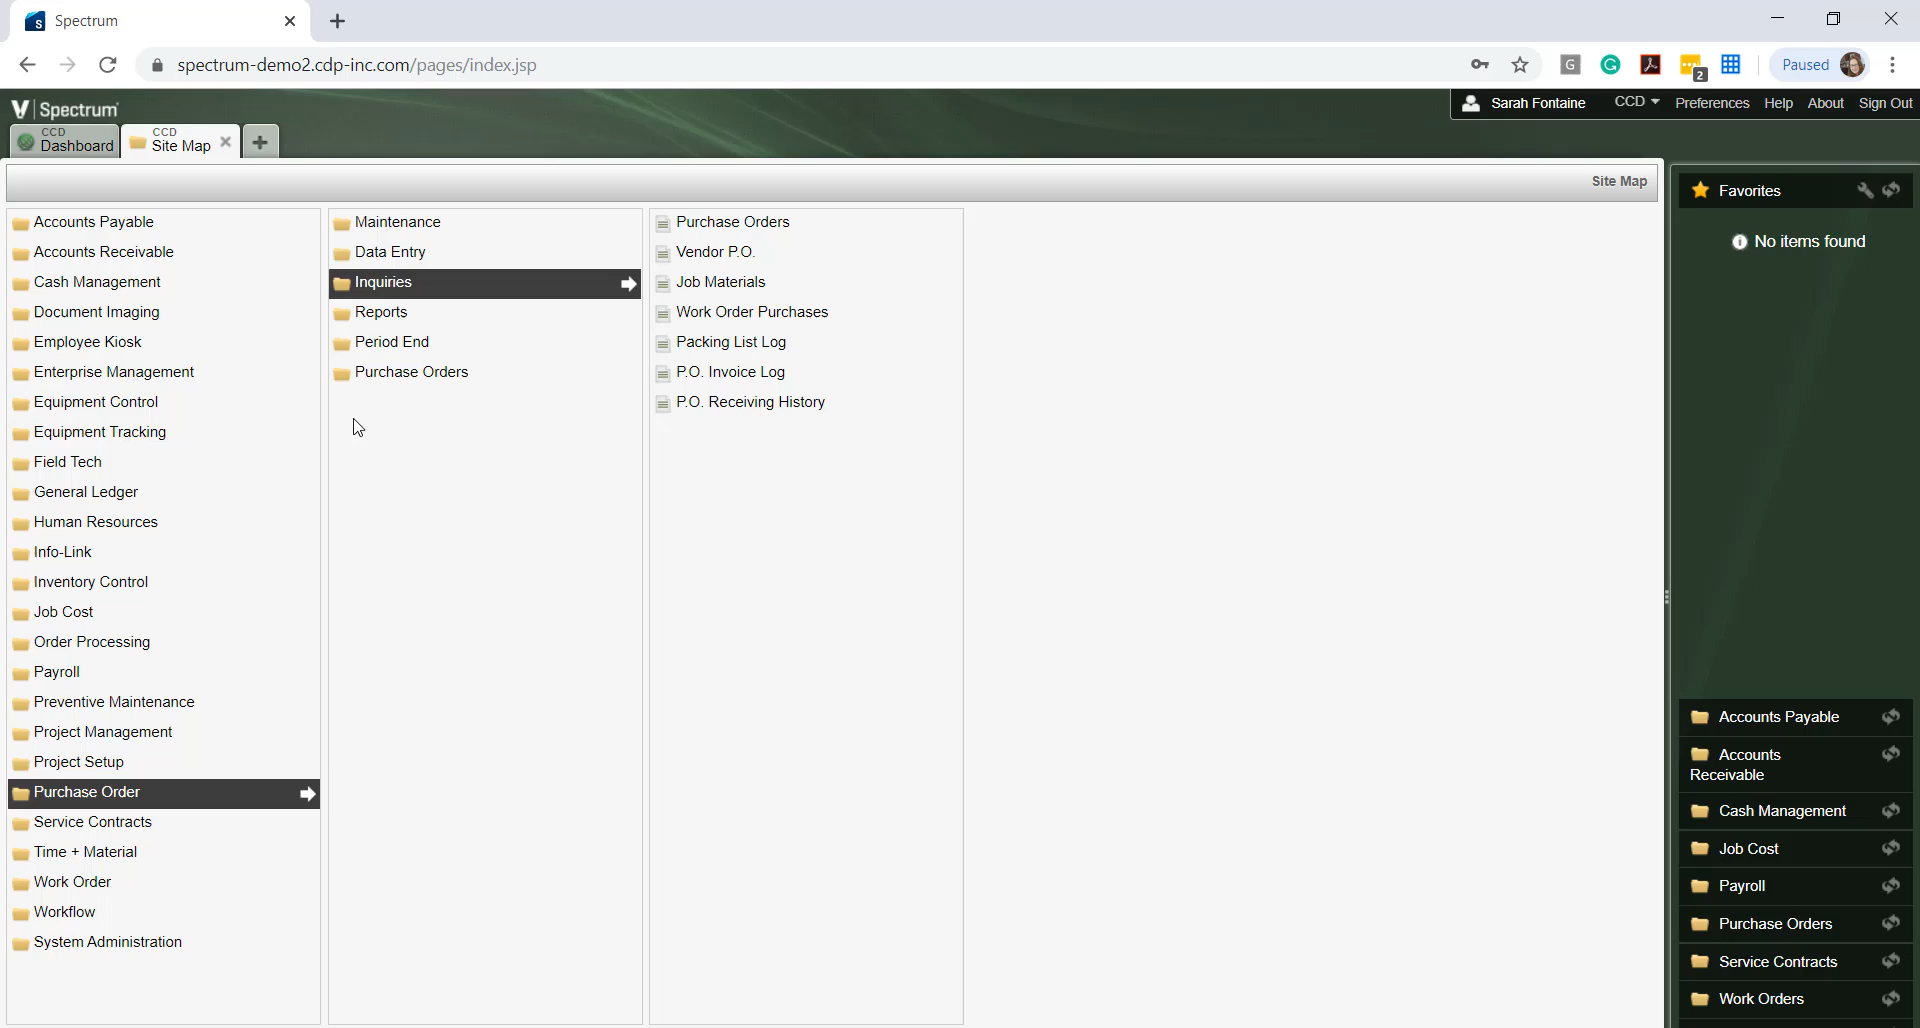 Spectrum
spectrum-demo2.cdp-inc.com/pages/index.jsp
G
G
2
Paused
V | Spectrum
Sarah Fontaine
CCD
Preferences
Help
About
Sign Out
CCD
Dashboard
CCD
Site Map
Site Map
Accounts Payable
Accounts Receivable
Cash Management
Document Imaging
Employee Kiosk
Enterprise Management
Equipment Control
Equipment Tracking
Field Tech
General Ledger
Human Resources
Info-Link
Inventory Control
Job Cost
Order Processing
Payroll
Preventive Maintenance
Project Management
Project Setup
Purchase Order
Service Contracts
Time + Material
Work Order
Workflow
System Administration
Maintenance
Data Entry
Inquiries
Reports
Period End
Purchase Orders
Purchase Orders
Vendor P.O.
Job Materials
Work Order Purchases
Packing List Log
P.O. Invoice Log
P.O. Receiving History
Favorites
No items found
Accounts Payable
Accounts
Receivable
Cash Management
Job Cost
Payroll
Purchase Orders
Service Contracts
Work Orders